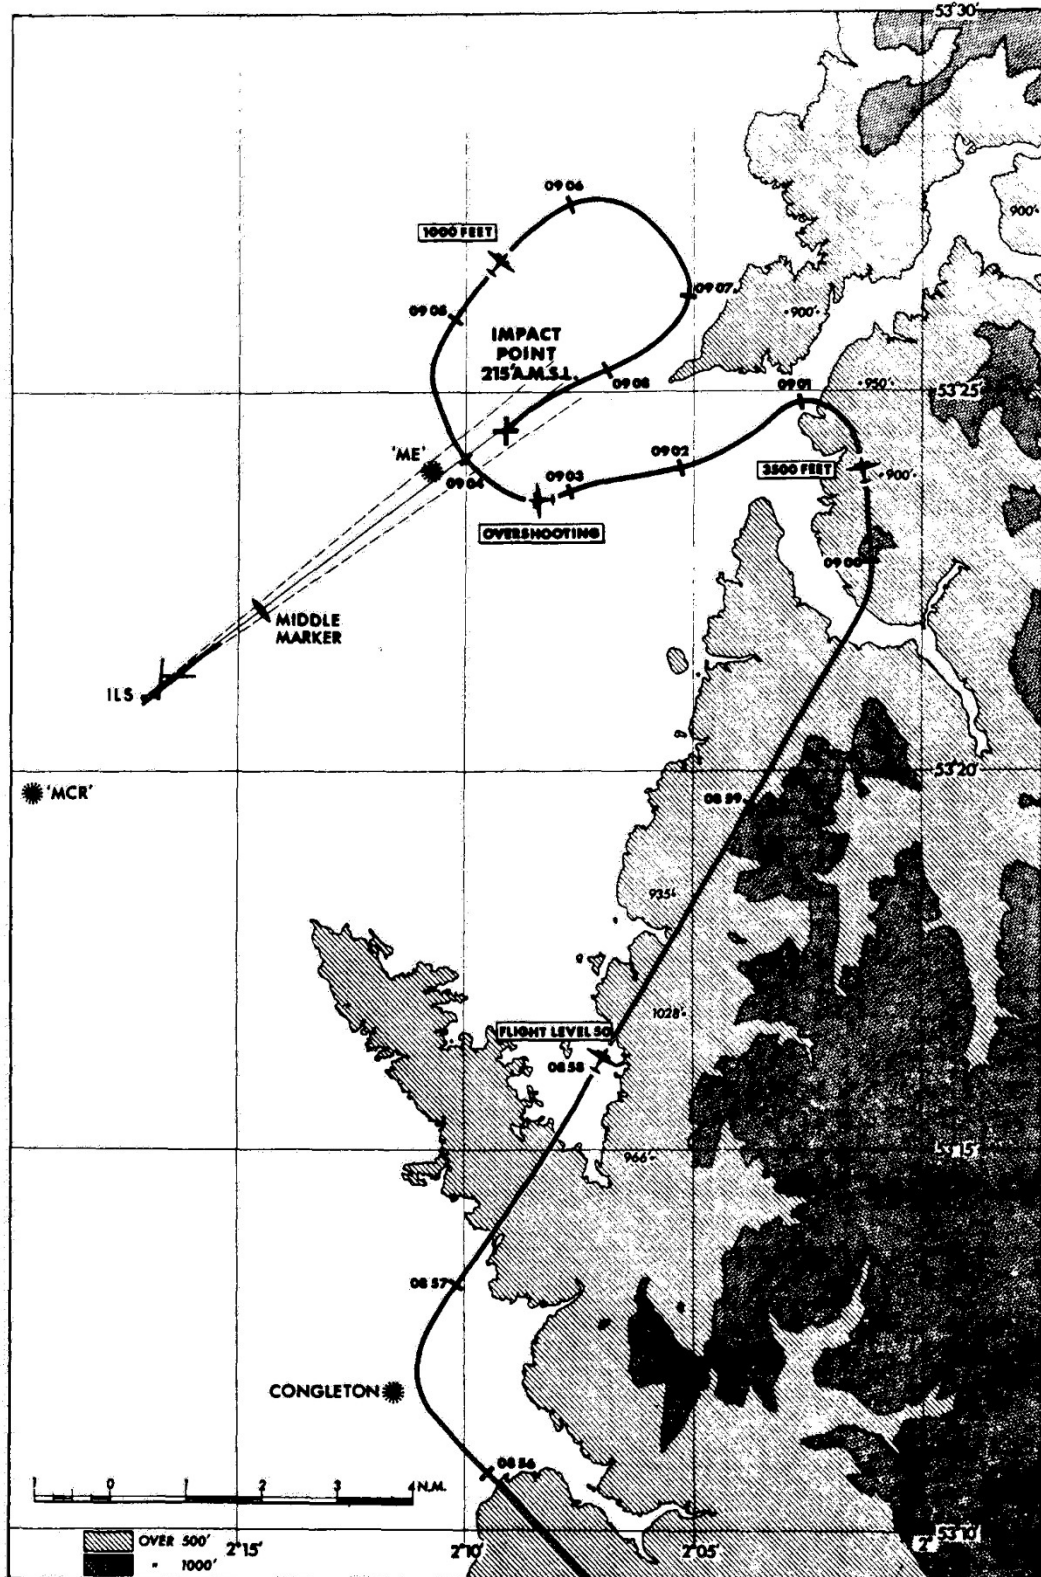 53°30'
09 06
900'
1000 FEET
09 07
09 05
900'
IMPACT
POINT
215'A.M.S.L.
09 08
53°25'
09 01
950'
'ME'
09 02
09 04
09 03
3500 FEET
900'
OVERSHOOTING
09 00
MIDDLE
MARKER
ILS
53°20'
'MCR'
08 59
935'
1028'
FLIGHT LEVEL 50
08 58
966'
53°15'
08 57
CONGLETON
08 56
1 0 1 2 3 4 N.M.
53°10'
OVER 500'
" 1000'
2°15' 2°10' 2°05' 2°